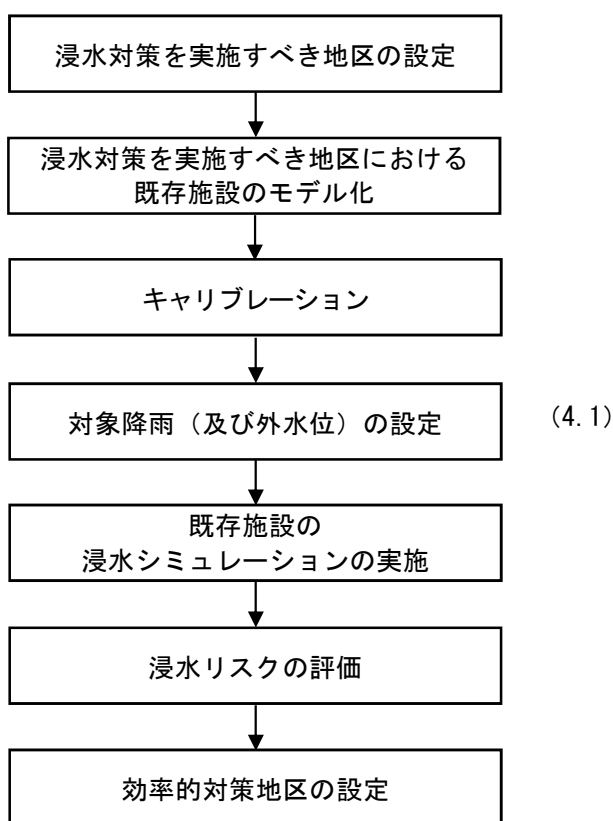 浸水対策を実施すべき地区の設定
浸水対策を実施すべき地区における
既存施設のモデル化
キャリブレーション
対象降雨（及び外水位）の設定
(4.1)
既存施設の
浸水シミュレーションの実施
浸水リスクの評価
効率的対策地区の設定